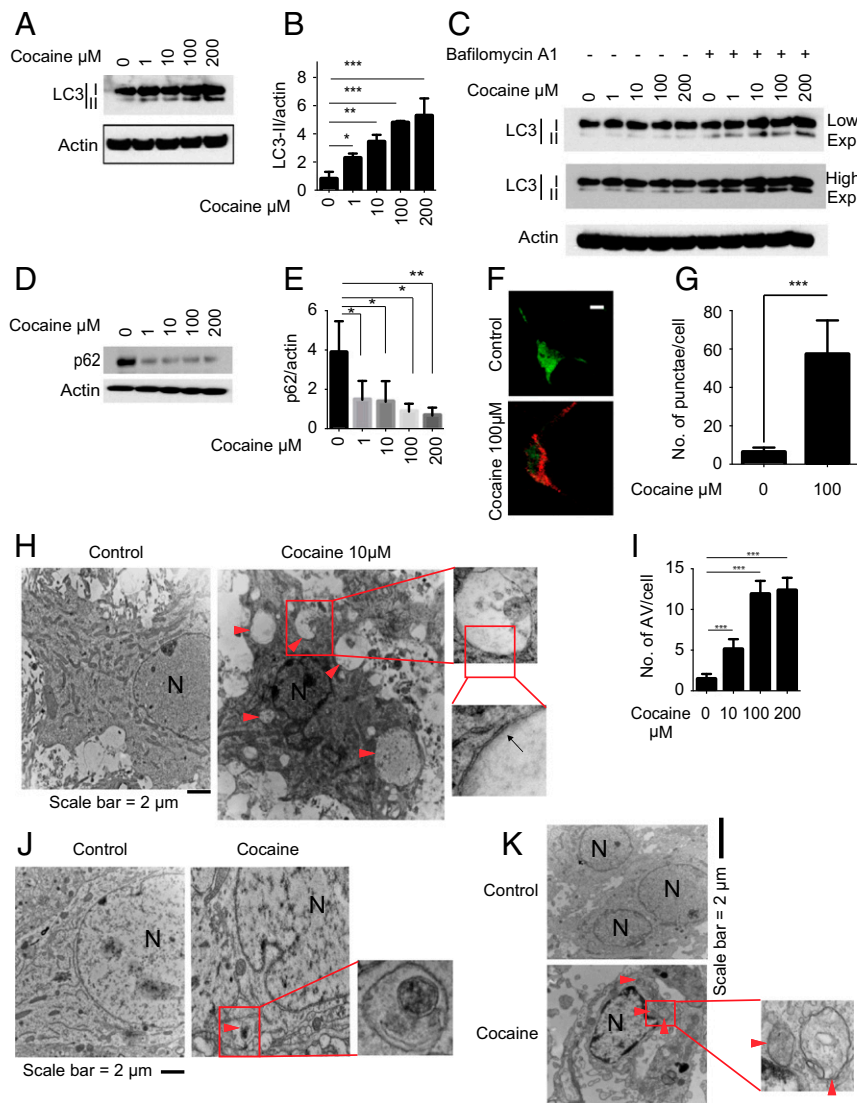 A
Cocaine µM
0 1 10 100 200
LC3 I
II
Actin
B
LC3-II/actin
8
6
4
2
0
***
***
**
*
0 1 10 100 200
Cocaine µM
C
Bafilomycin A1 - - - - - + + + + +
Cocaine µM 0 1 10 100 200 0 1 10 100 200
LC3 I
II
Low
Exp
LC3 I
II
High
Exp
Actin
D
Cocaine µM
0 1 10 100 200
p62
Actin
E
p62/actin
6
4
2
0
**
*
*
*
0 1 10 100 200
Cocaine µM
F
Control
Cocaine 100µM
G
No. of punctae/cell
80
60
40
20
0
***
Cocaine µM 0 100
H
Control
Cocaine 10µM
N
N
Scale bar = 2 µm
I
No. of AV/cell
15
10
5
0
***
***
***
Cocaine 0 10 100 200
µM
J
Control
Cocaine
N
N
Scale bar = 2 µm
K
Control
N
N
N
Cocaine
N
Scale bar = 2 µm